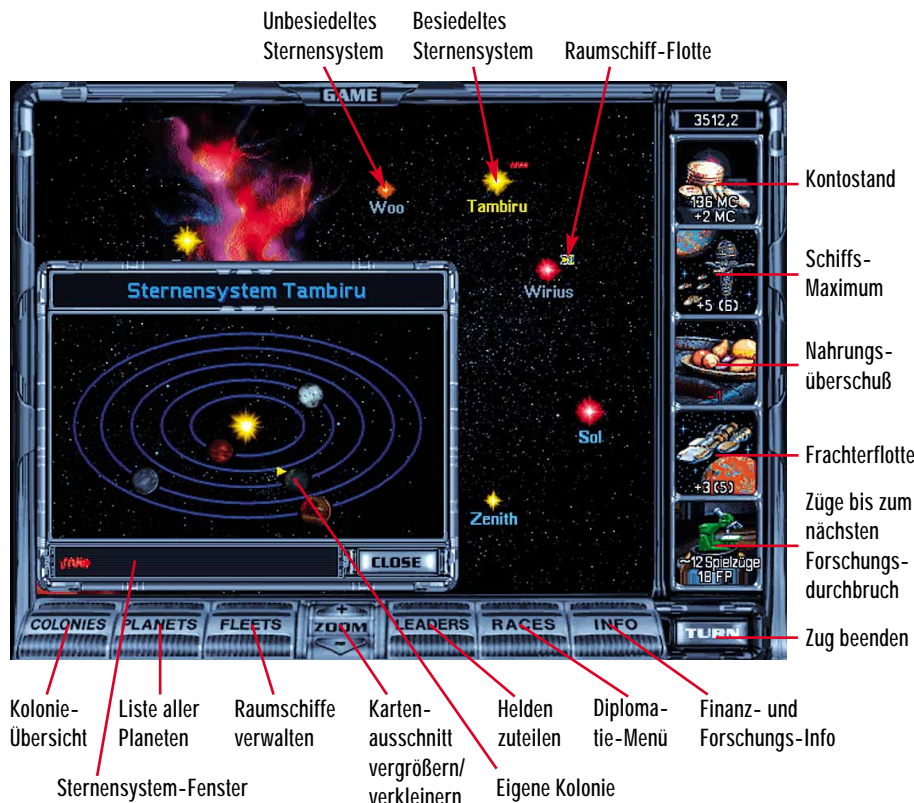 Unbesiedeltes
Sternensystem
Besiedeltes
Sternensystem
Raumschiff-Flotte
GAME
3512,2
Woo
Tambiru
Wirius
136 MC
+2 MC
Kontostand
Sternensystem Tambiru
+5 (6)
Schiffs-
Maximum
-1
Nahrungs-
überschuß
Sol
+3 (5)
Frachterflotte
Zenith
~12 Spielzüge
18 FP
Züge bis zum
nächsten
Forschungs-
durchbruch
CLOSE
COLONIES
PLANETS
FLEETS
+
ZOOM
-
LEADERS
RACES
INFO
TURN
Zug beenden
Kolonie-
Übersicht
Liste aller
Planeten
Raumschiffe
verwalten
Karten-
ausschnitt
vergrößern/
verkleinern
Helden
zuteilen
Diploma-
tie-Menü
Finanz- und
Forschungs-Info
Sternensystem-Fenster
Eigene Kolonie